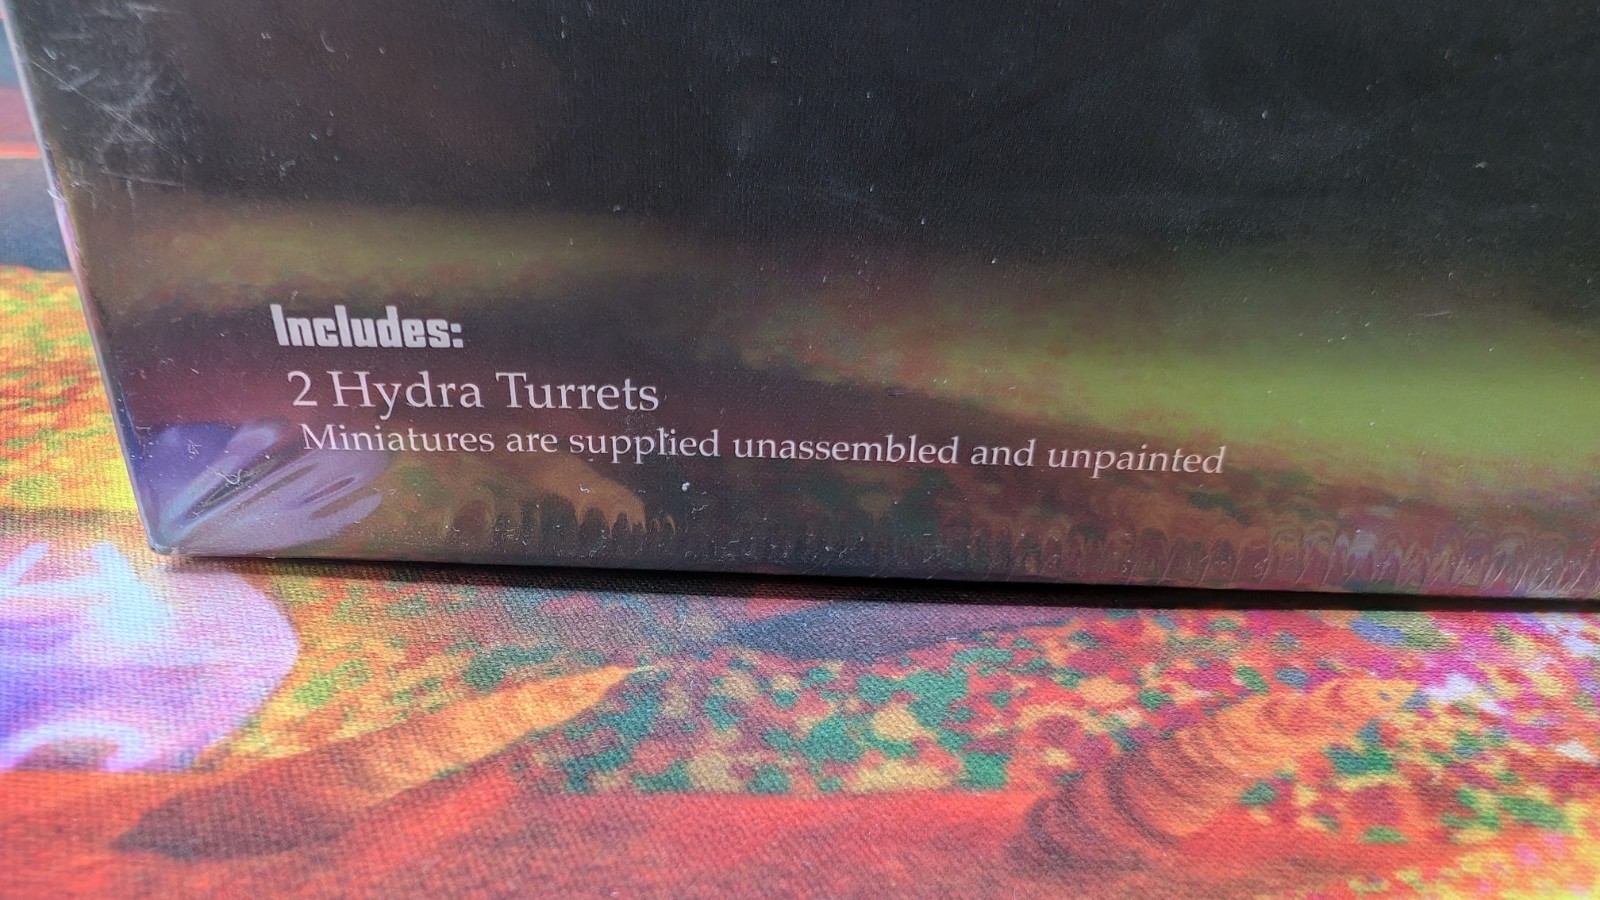 Includes:
2 Hydra Turrets
Miniatures are supplied unassembled and unpainted